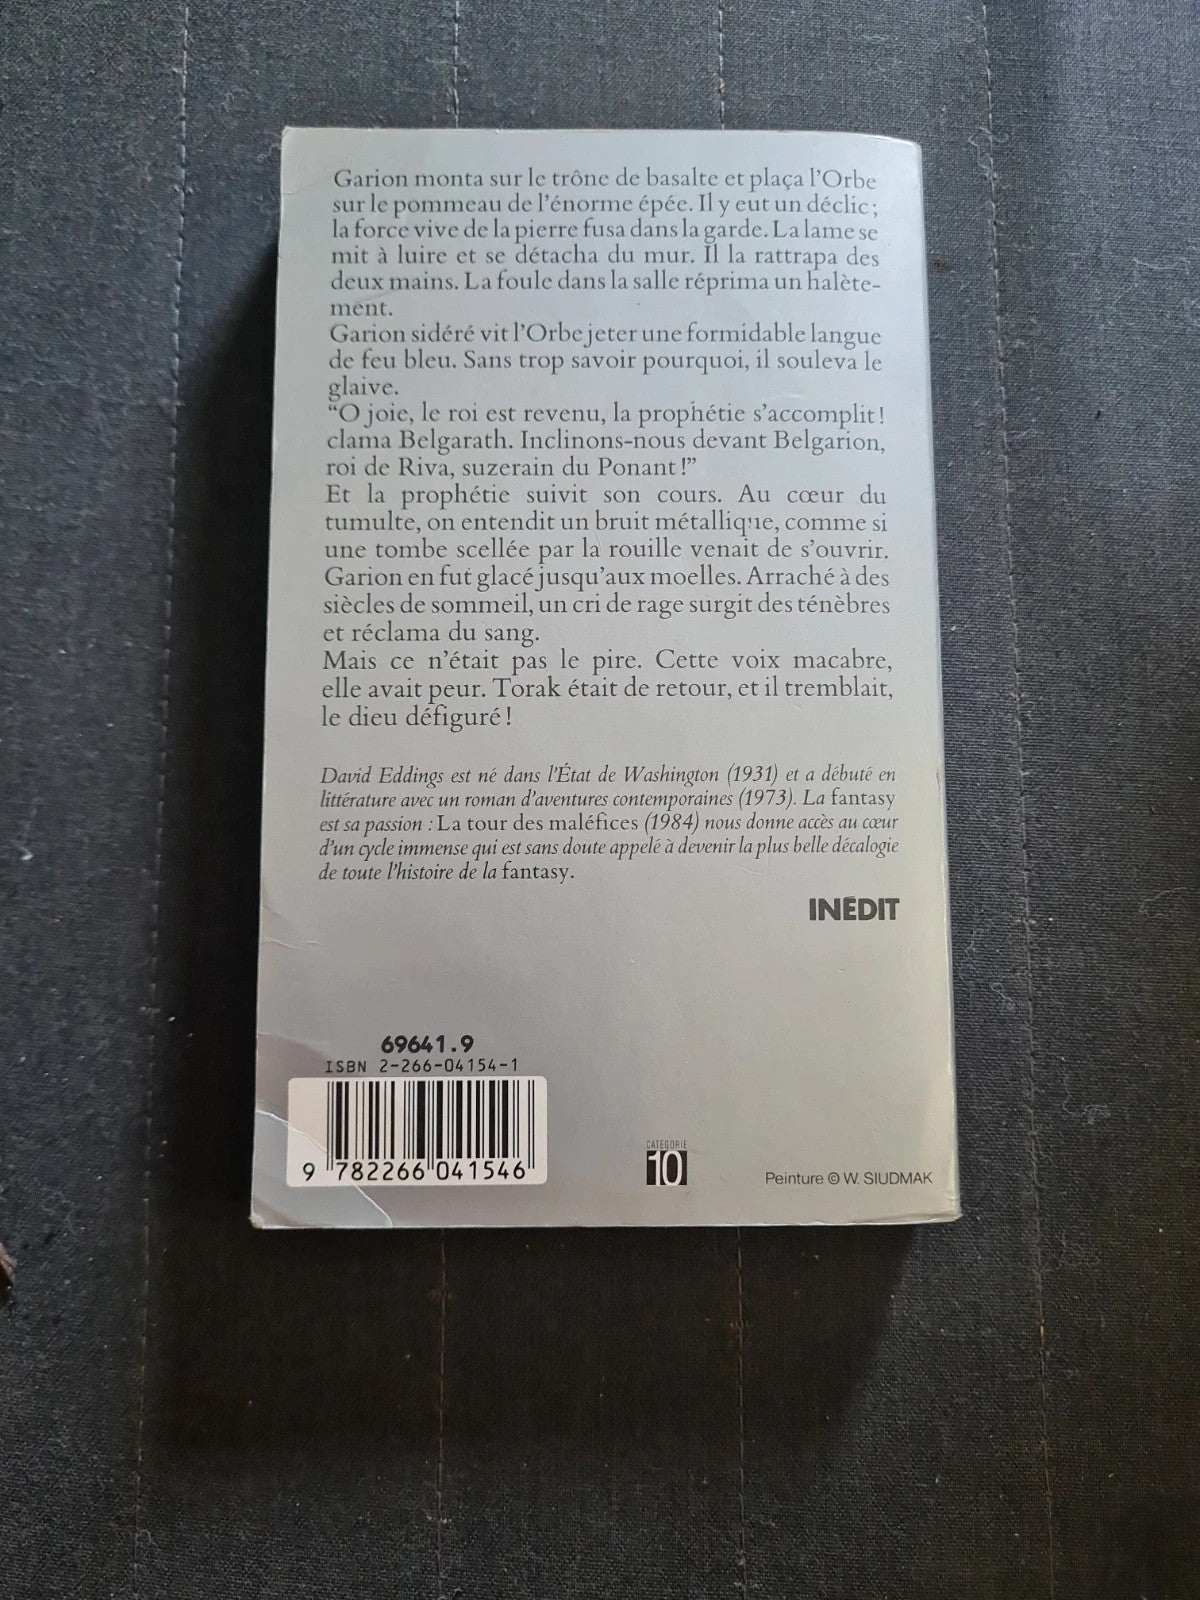 Garion monta sur le trône de basalte et plaça l'Orbe
sur le pommeau de l'énorme épée. Il y eut un déclic ;
la force vive de la pierre fusa dans la garde. La lame se
mit à luire et se détacha du mur. Il la rattrapa des
deux mains. La foule dans la salle réprima un halète-
ment.
Garion sidéré vit l'Orbe jeter une formidable langue
de feu bleu. Sans trop savoir pourquoi, il souleva le
glaive.
“O joie, le roi est revenu, la prophétie s'accomplit !
clama Belgarath. Inclinons-nous devant Belgarion,
roi de Riva, suzerain du Ponant !”
Et la prophétie suivit son cours. Au cœur du
tumulte, on entendit un bruit métallique, comme si
une tombe scellée par la rouille venait de s'ouvrir.
Garion en fut glacé jusqu'aux moelles. Arraché à des
siècles de sommeil, un cri de rage surgit des ténèbres
et réclama du sang.
Mais ce n'était pas le pire. Cette voix macabre,
elle avait peur. Torak était de retour, et il tremblait,
le dieu défiguré !
David Eddings est né dans l'État de Washington (1931) et a débuté en
littérature avec un roman d'aventures contemporaines (1973). La fantasy
est sa passion : La tour des maléfices (1984) nous donne accès au cœur
d'un cycle immense qui est sans doute appelé à devenir la plus belle décalogie
de toute l'histoire de la fantasy.
INÉDIT
69641.9
ISBN 2-266-04154-1
9 782266 041546
CATEGORIE
10
Peinture © W. SIUDMAK